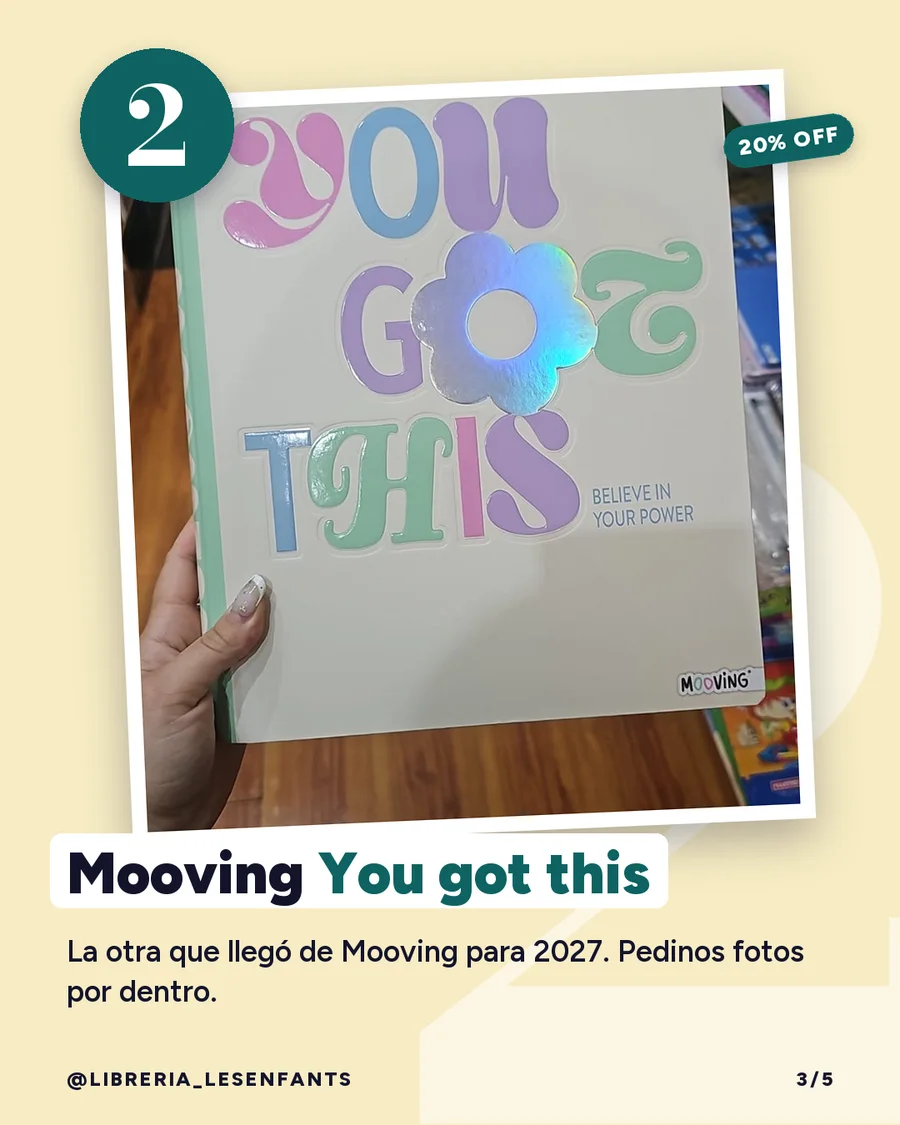 2
20% OFF
YOU
GOT
THIS
BELIEVE IN
YOUR POWER
MOOVING
Mooving You got this
La otra que llegó de Mooving para 2027. Pedinos fotos
por dentro.
@LIBRERIA_LESENFANTS
3/5